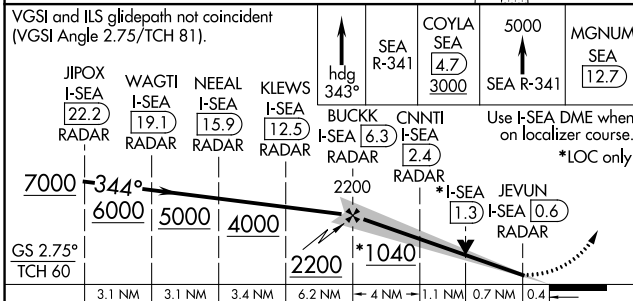 VGSI and ILS glidepath not coincident
(VGSI Angle 2.75/TCH 81).
hdg
343°
SEA
R-341
COYLA
SEA
4.7
3000
5000
SEA R-341
MGNUM
SEA
12.7
JIPOX
I-SEA
22.2
RADAR
WAGTI
I-SEA
19.1
RADAR
NEEAL
I-SEA
15.9
RADAR
KLEWS
I-SEA
12.5
RADAR
BUCKK
I-SEA 6.3
RADAR
CNNTI
I-SEA
2.4
RADAR
Use I-SEA DME when
on localizer course.
*LOC only
*I-SEA
1.3
JEVUN
I-SEA 0.6
RADAR
2200
7000
344°
6000
5000
4000
2200
*1040
GS 2.75°
TCH 60
3.1 NM
3.1 NM
3.4 NM
6.2 NM
4 NM
1.1 NM
0.7 NM
0.4